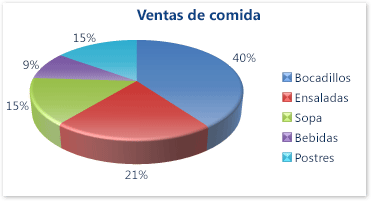 Ventas de comida
15%
40%
9%
15%
21%
Bocadillos
Ensaladas
Sopa
Bebidas
Postres